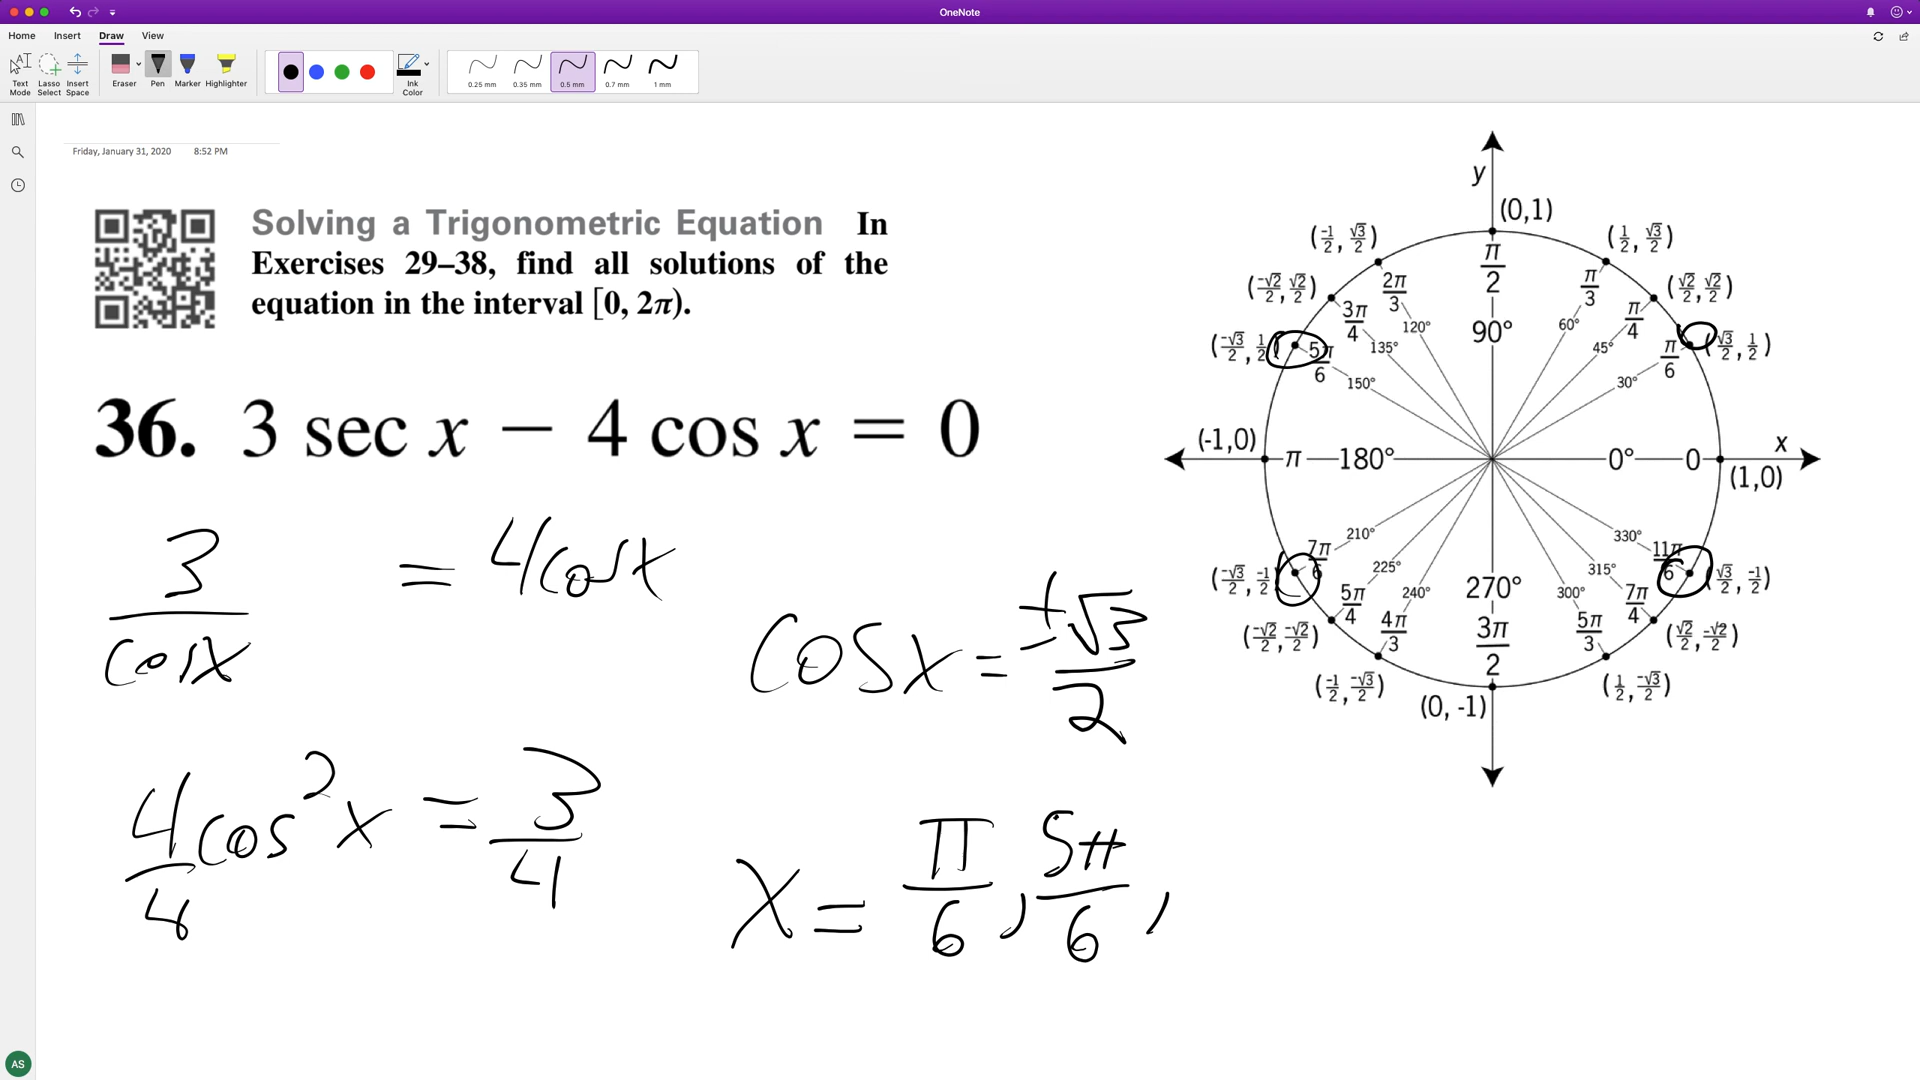 OneNote
Home Insert Draw View
Text Mode Lasso Select Insert Space Eraser Pen Marker Highlighter Ink Color 0.25 mm 0.35 mm 0.5 mm 0.7 mm 1 mm
Friday, January 31, 2020 8:52 PM
Solving a Trigonometric Equation In
Exercises 29–38, find all solutions of the
equation in the interval [0, 2π).
36. 3 sec x − 4 cos x = 0
3/cosx = 4cosx
4cos²x/4 = 3/4
cosx = ±√3/2
x = π/6, 5π/6,
y
(0,1)
(-1/2, √3/2) π/2 (1/2, √3/2)
(-√2/2, √2/2) 2π/3 π/3 (√2/2, √2/2)
3π/4 120° 90° 60° π/4
(-√3/2, 1/2) 5π/6 135° 45° π/6 (√3/2, 1/2)
150° 30°
(-1,0) π 180° 0° 0 x
(1,0)
210° 330°
7π/6 225° 315° 11π/6
(-√3/2, -1/2) 240° 270° 300° (√3/2, -1/2)
5π/4 7π/4
(-√2/2, -√2/2) 4π/3 3π/2 5π/3 (√2/2, -√2/2)
(-1/2, -√3/2) (0, -1) (1/2, -√3/2)
AS